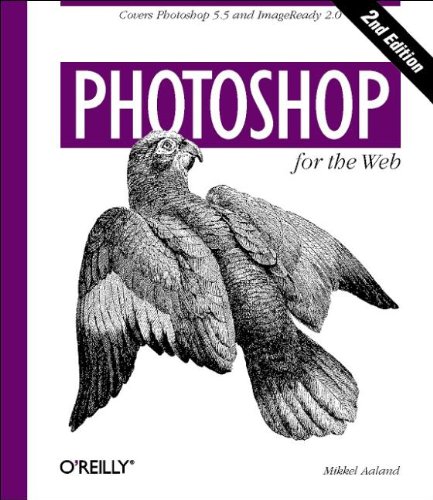 Covers Photoshop 5.5 and ImageReady 2.0
2nd Edition
PHOTOSHOP
for the Web
O'REILLY®
Mikkel Aaland